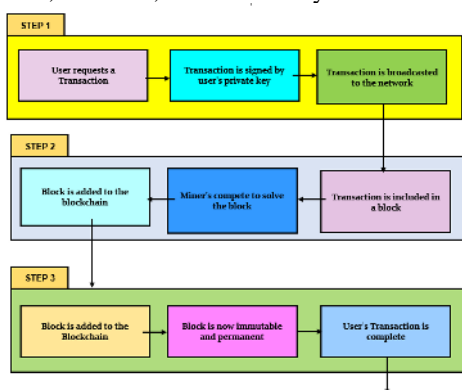 STEP 1
User requests a
Transaction
Transaction is signed by
user's private key
Transaction is broadcasted
to the network
STEP 2
Block is added to the
blockchain
Miner's compete to solve
the block
Transaction is included in
a block
STEP 3
Block is added to the
Blockchain
Block is now immutable
and permanent
User's Transaction is
complete